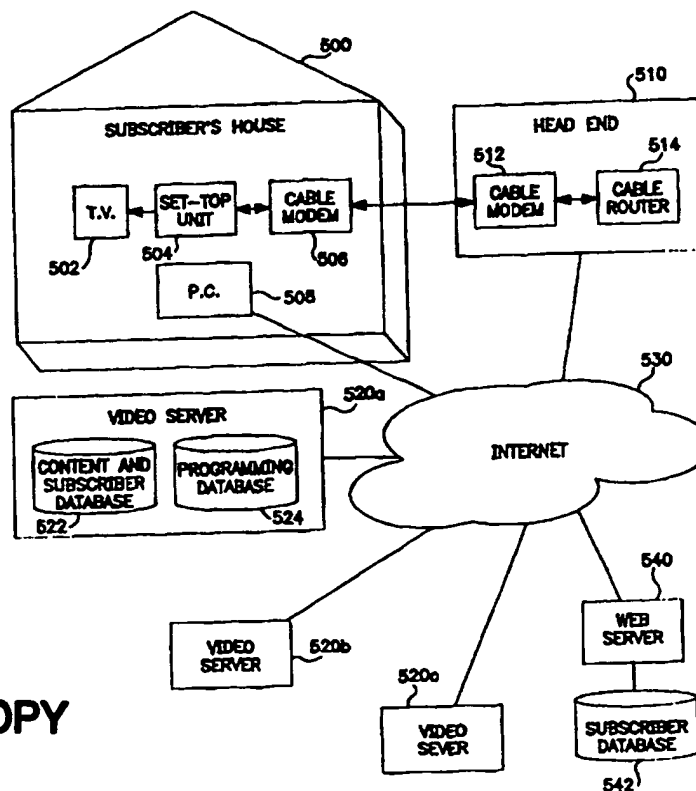 500
510
SUBSCRIBER'S HOUSE
HEAD END
512
514
T.V.
SET-TOP
UNIT
CABLE
MODEM
CABLE
MODEM
CABLE
ROUTER
502
504
506
P.C.
508
530
520a
VIDEO SERVER
INTERNET
CONTENT AND
SUBSCRIBER
DATABASE
PROGRAMMING
DATABASE
522
524
540
WEB
SERVER
VIDEO
SERVER
520b
520c
VIDEO
SEVER
SUBSCRIBER
DATABASE
542
OPY